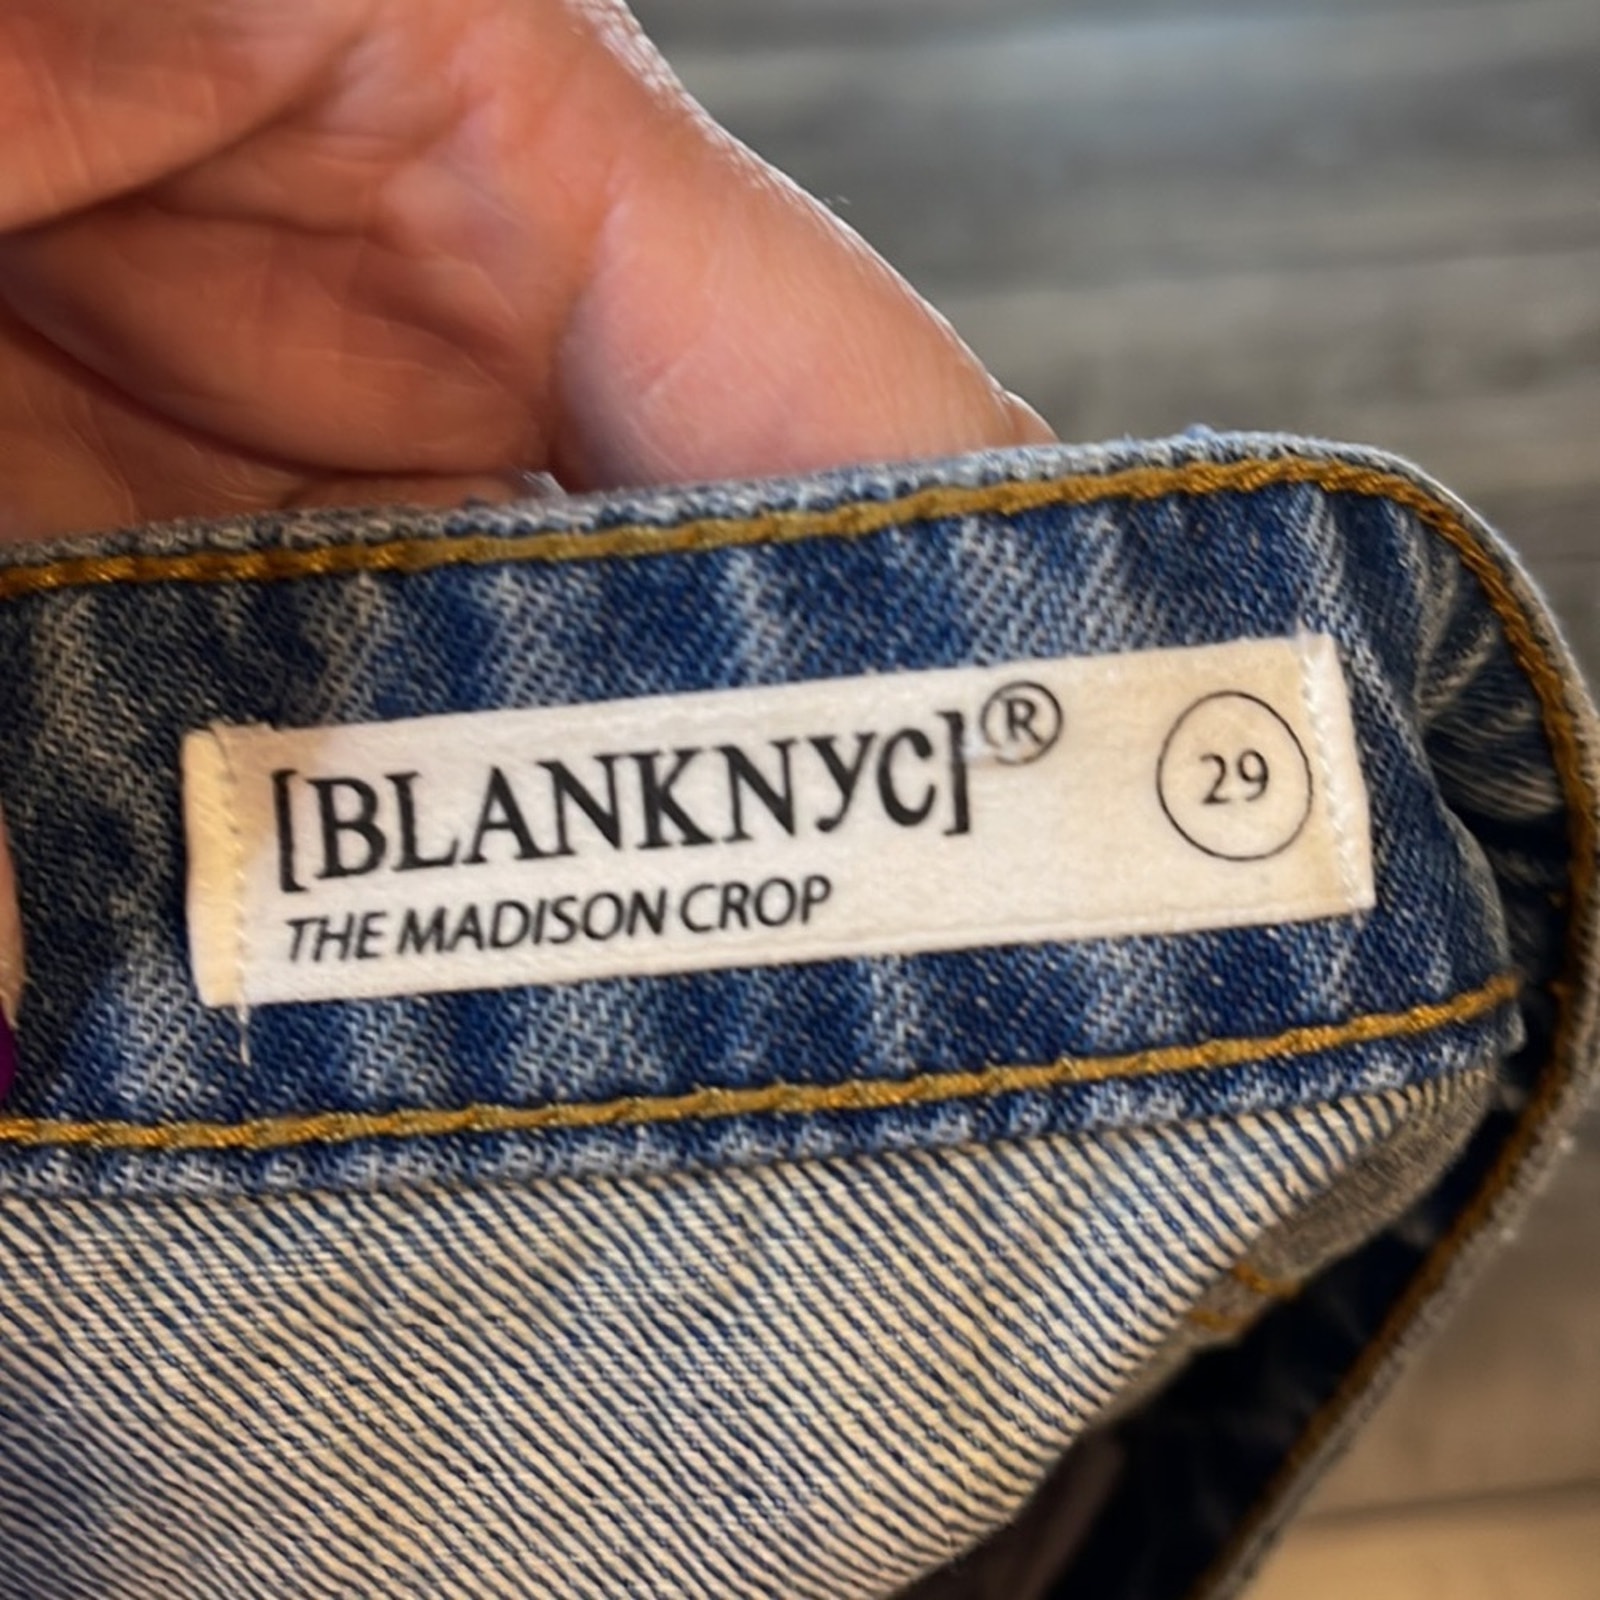 [BLANKNYC]® 29
THE MADISON CROP